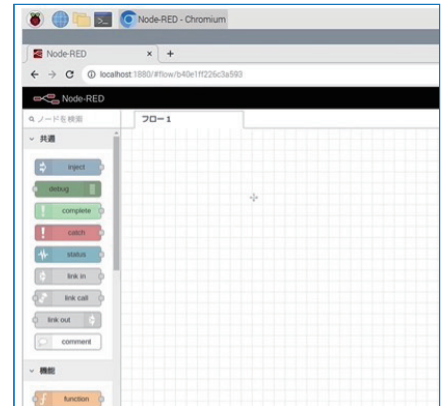 Node-RED - Chromium
Node-RED × +
localhost:1880/#flow/b40e1ff226c3a593
Node-RED
ノードを検索
フロー 1
共通
inject
debug
complete
catch
status
link in
link call
link out
comment
機能
function